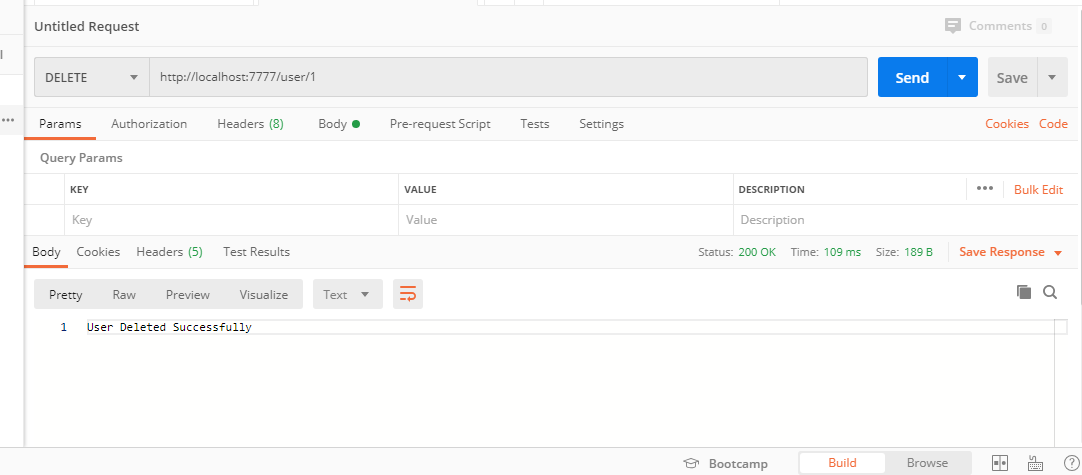 Untitled Request
Comments 0
DELETE
http://localhost:7777/user/1
Send
Save
Params Authorization Headers (8) Body Pre-request Script Tests Settings Cookies Code
Query Params
KEY VALUE DESCRIPTION ••• Bulk Edit
Key Value Description
Body Cookies Headers (5) Test Results Status: 200 OK Time: 109 ms Size: 189 B Save Response
Pretty Raw Preview Visualize Text
1 User Deleted Successfully
Bootcamp Build Browse ?